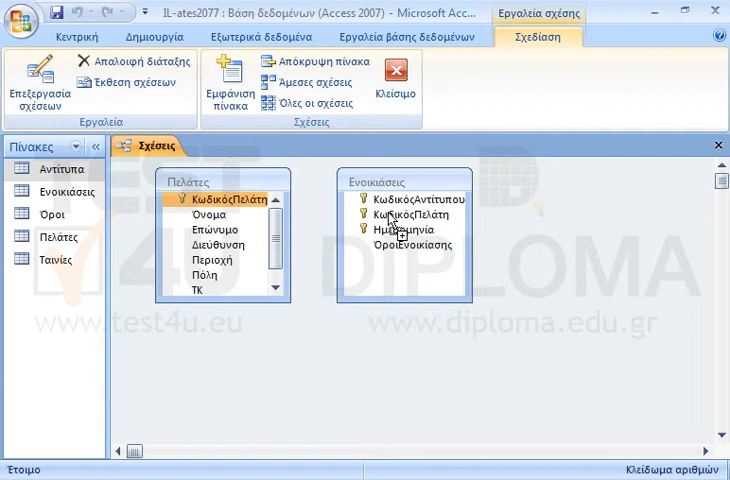 IL-ates2077 : Βάση δεδομένων (Access 2007) - Microsoft Acc...
Εργαλεία σχέσης
Κεντρική
Δημιουργία
Εξωτερικά δεδομένα
Εργαλεία βάσης δεδομένων
Σχεδίαση
Επεξεργασία σχέσεων
Απαλοιφή διάταξης
Έκθεση σχέσεων
Εμφάνιση πίνακα
Απόκρυψη πίνακα
Άμεσες σχέσεις
Όλες οι σχέσεις
Κλείσιμο
Εργαλεία
Σχέσεις
Πίνακες
Σχέσεις
Αντίτυπα
Ενοικιάσεις
Όροι
Πελάτες
Ταινίες
Πελάτες
ΚωδικόςΠελάτη
Όνομα
Επώνυμο
Διεύθυνση
Περιοχή
Πόλη
ΤΚ
Ενοικιάσεις
ΚωδικόςΑντίτυπου
ΚωδικόςΠελάτη
Ημερομηνία
ΌροιΕνοικίασης
TEST
4U
DIPLOMA
www.test4u.eu
www.diploma.edu.gr
Έτοιμο
Κλείδωμα αριθμών